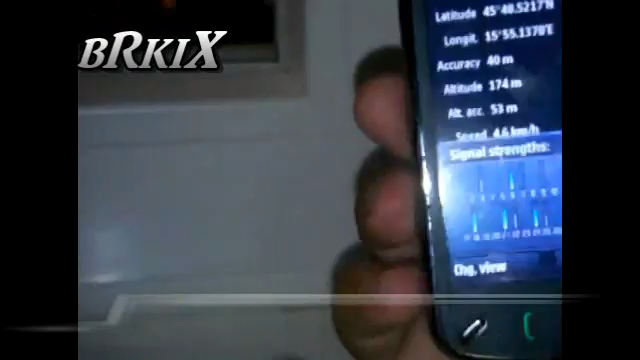 bRkiX
Latitude 45°48.5217'N
Longit. 15°55.1370'E
Accuracy 40 m
Altitude 174 m
Alt. acc. 53 m
Speed 4.6 km/h
Signal strengths:
Chg. view